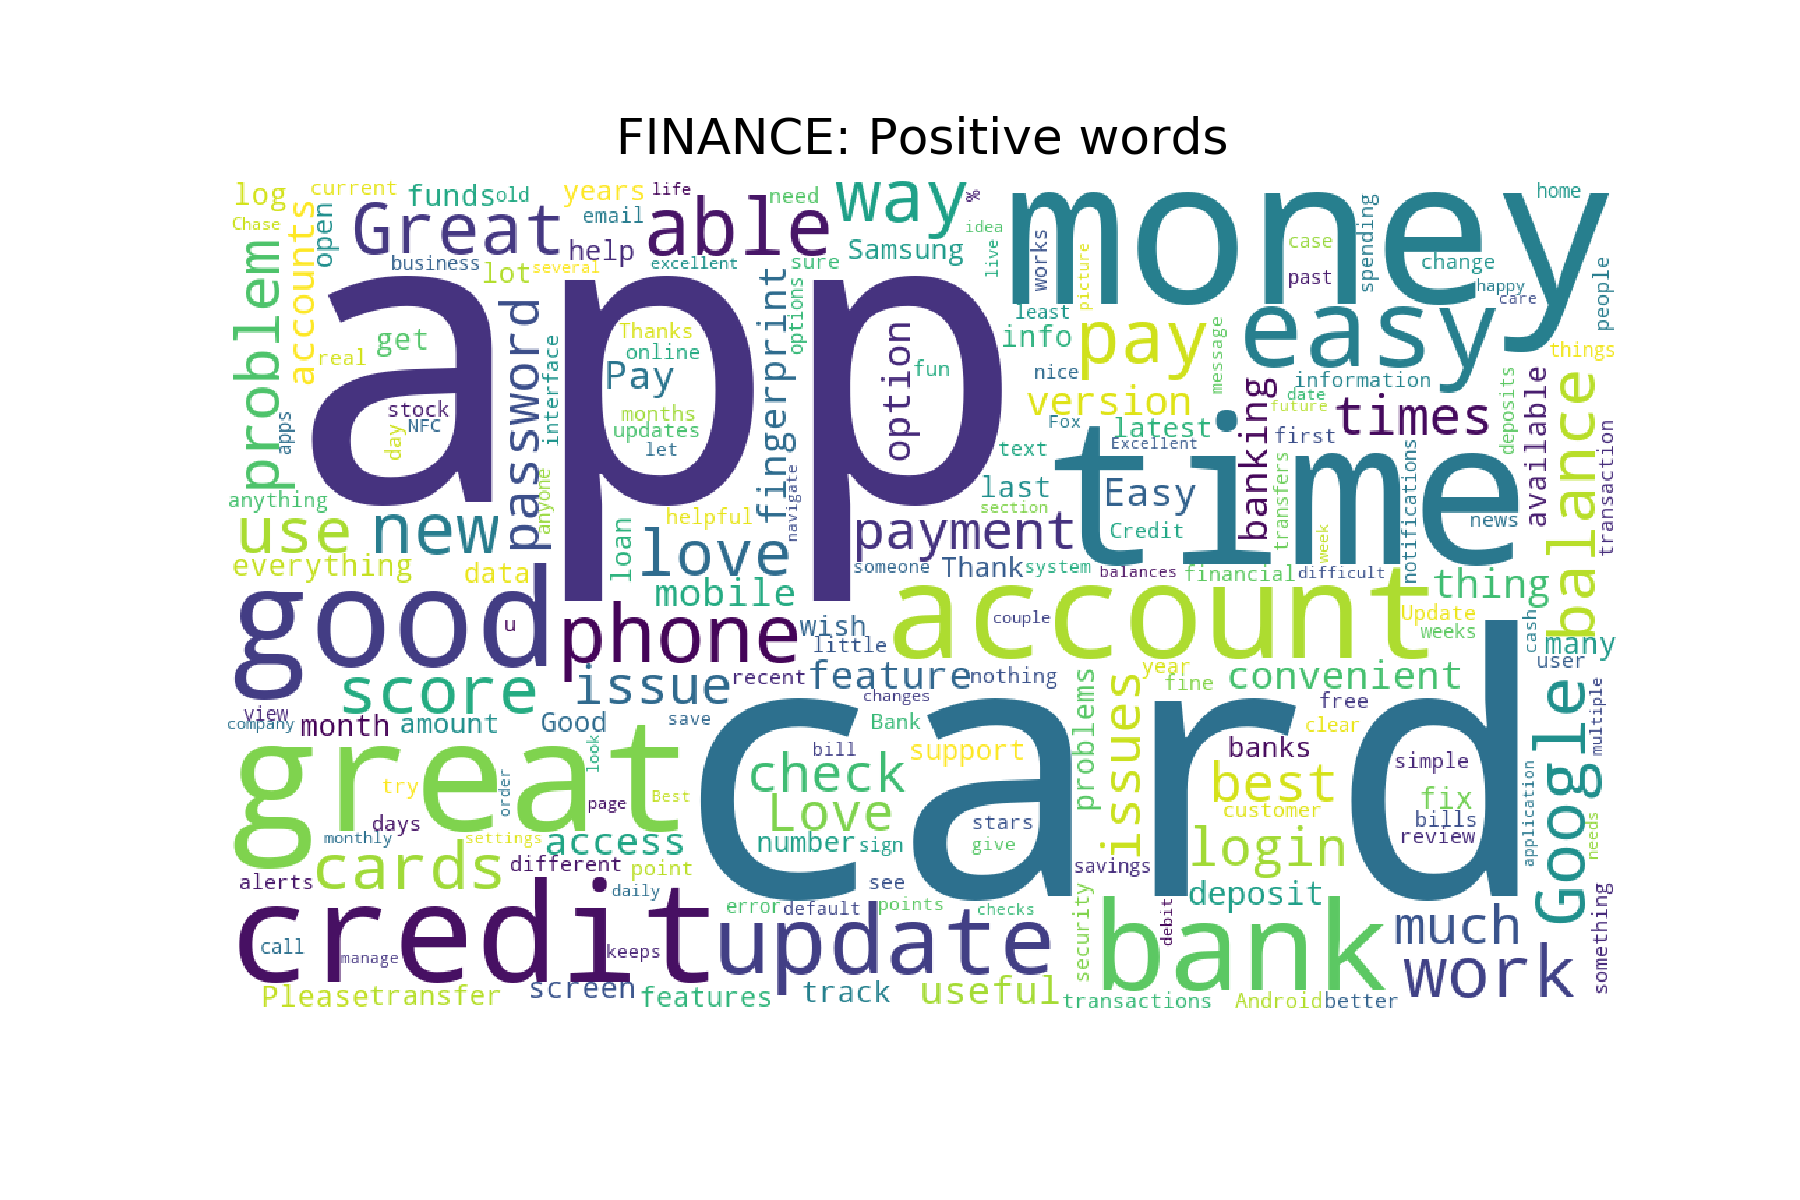 FINANCE: Positive words
log
current
funds
old
years
life
need
way
%
money
home
Chase
accounts
open
Great
email
able
idea
spending
help
Samsung
live
works
picture
case
change
business
lot
several
excellent
sure
past
happy
care
people
problem
app
options
least
info
pay
easy
message
things
real
get
password
interface
Thanks
online
Pay
fingerprint
option
fun
nice
information
date
version
banking
future
times
deposits
available
balance
stock
NFC
day
apps
months
updates
let
Fox
latest
Excellent
first
text
time
transaction
anything
anyone
navigate
last
section
Easy
transfers
notifications
news
use
new
helpful
payment
Credit
week
loan
love
everything
data
someone
Thank
system
balances
financial
difficult
thing
mobile
good
u
phone
wish
little
account
couple
Update
weeks
cash
many
user
score
issue
recent
feature
nothing
year
fine
convenient
view
company
month
amount
Good
save
changes
Bank
problems
issues
free
clear
Google
multiple
great
look
bill
support
card
banks
simple
check
best
try
order
page
Best
Love
customer
fix
bills
days
stars
review
application
needs
monthly
settings
access
number
sign
give
login
cards
different
point
savings
alerts
daily
see
deposit
credit
error
default
points
checks
security
debit
bank
much
something
call
manage
keeps
update
work
Please
transfer
screen
features
track
useful
transactions
Android
better